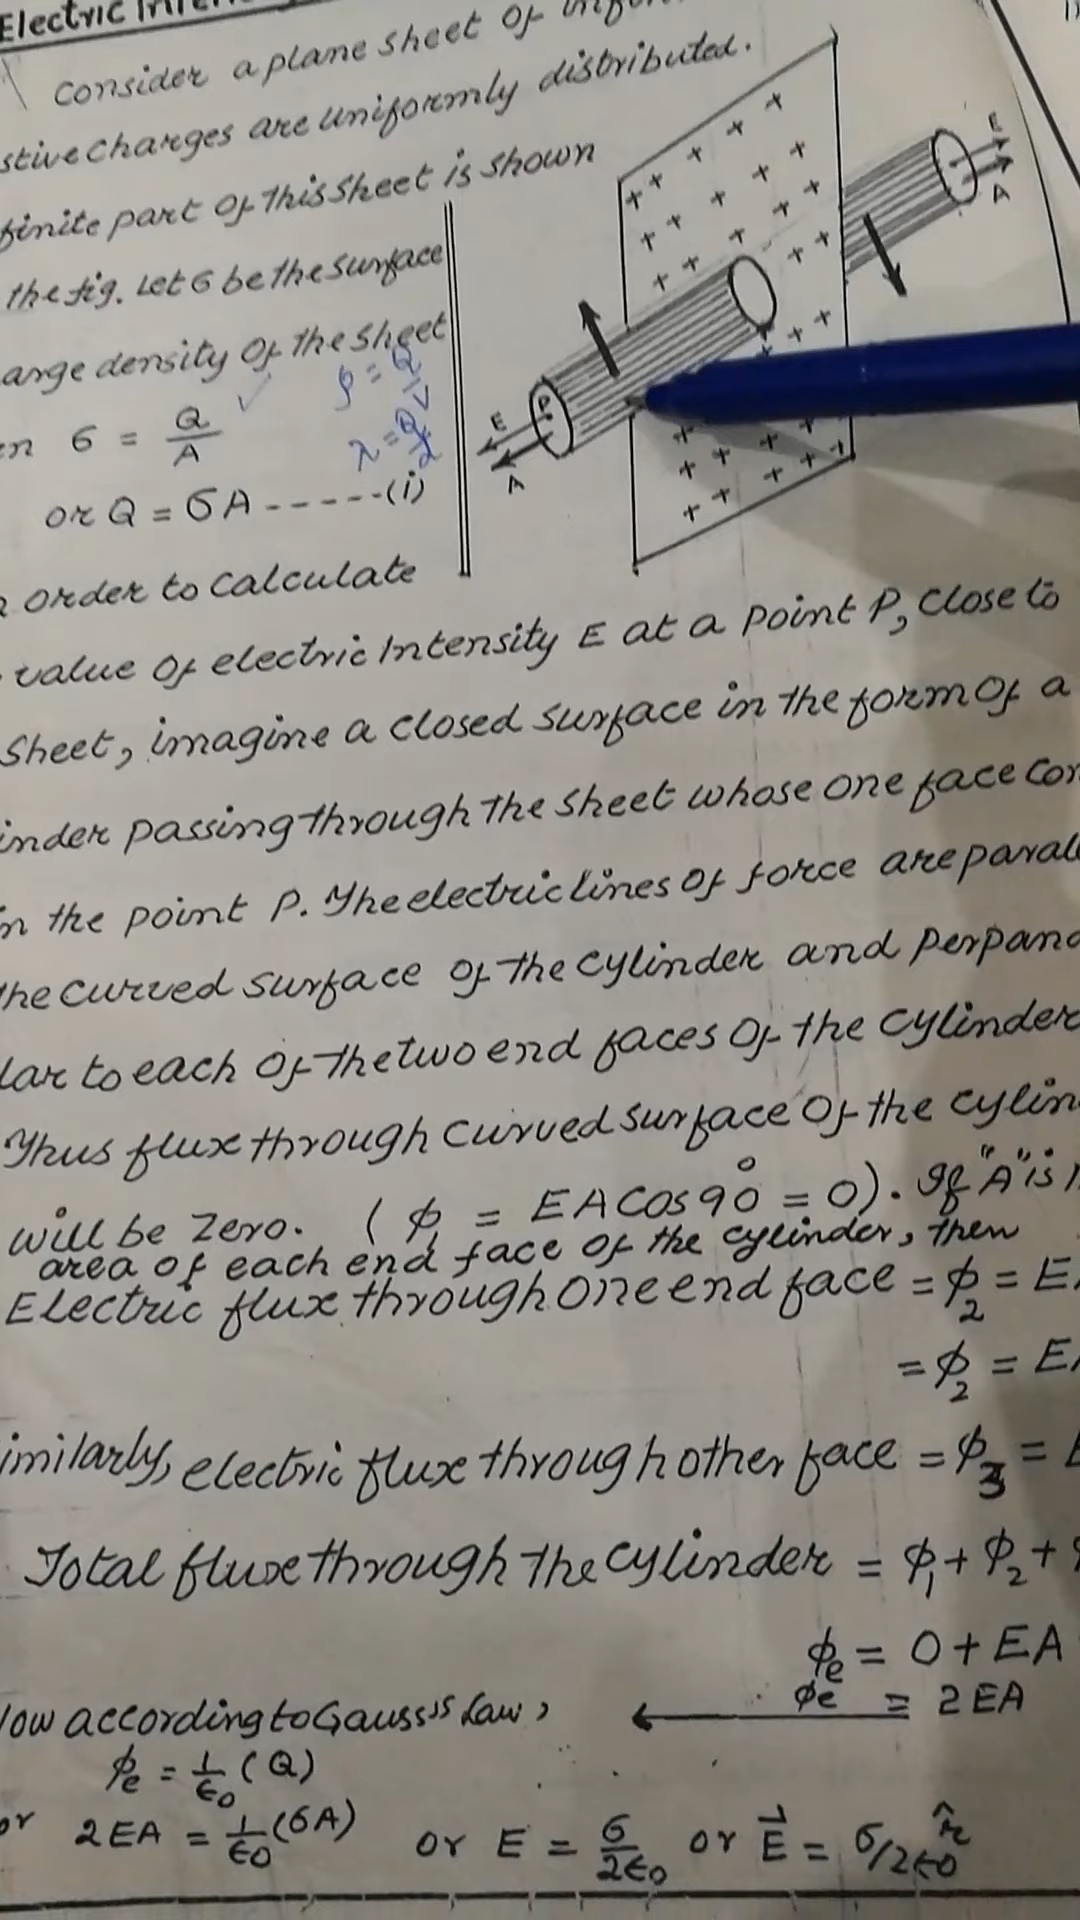 Electric
Consider a plane sheet of
stive charges are uniformly distributed.
finite part of this sheet is shown
the fig. Let σ be the surface
arge density of the sheet
ρ = Q/V
en σ = Q/A
λ = Q/
or Q = σA -----(i)
E
A
P
E
A
order to calculate
value of electric Intensity E at a point P, close to
Sheet, imagine a closed surface in the form of a
inder passing through the sheet whose one face con
in the point P. The electric lines of force are parall
the curved surface of the cylinder and perpand
lar to each of the two end faces of the cylinder
Thus flux through curved surface of the cylin
will be zero. (ϕ₁ = EA Cos90° = 0). If "A" is
area of each end face of the cylinder, then
Electric flux through one end face = ϕ₂ = E
= ϕ₂ = E
imilarly, electric flux through other face = ϕ₃ =
Total flux through the cylinder = ϕ₁ + ϕ₂ +
ϕe = 0 + EA
ϕe = 2EA
Now according to Gauss's Law,
ϕe = 1/ϵ₀ (Q)
or 2EA = 1/ϵ₀ (σA) or E = σ/2ϵ₀ or E⃗ = σ/2ϵ₀ r̂